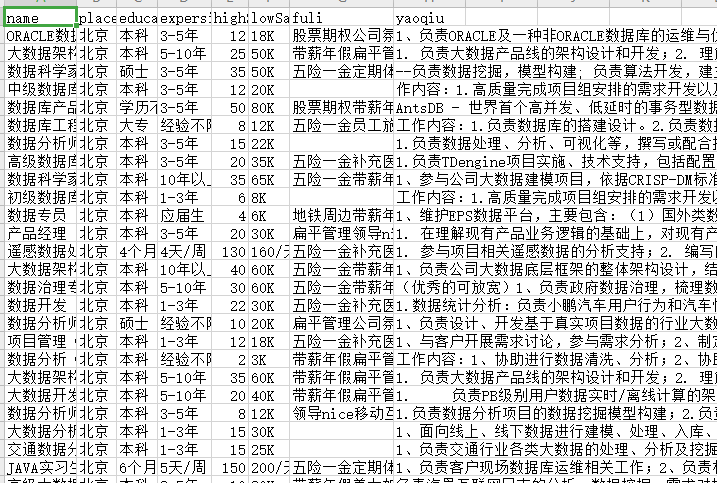 name place educa expers high lowSa fuli yaoqiu
ORACLE数 北京 本科 3-5年 12 18K 股票期权公司氛 1、负责ORACLE及一种非ORACLE数据库的运维与
大数据架构 北京 本科 5-10年 25 50K 带薪年假扁平管 1. 负责大数据产品线的架构设计和开发；2. 理
数据科学家 北京 硕士 3-5年 35 50K 五险一金定期体 --负责数据挖掘，模型构建；负责算法开发，建
中级数据库 北京 本科 3-5年 12 20K 作内容：1.高质量完成项目组安排的需求开发以及
数据库产品 北京 学历不 3-5年 50 80K 股票期权带薪年 AntsDB - 世界首个高并发、低延时的事务型数据
数据库工程 北京 大专 经验不限 8 12K 五险一金员工旅 工作内容：1.负责数据库的搭建设计。2.负责数
数据分析师 北京 本科 3-5年 15 22K 1.负责数据处理、分析、可视化等，撰写或配合
高级数据库 北京 本科 3-5年 20 35K 五险一金补充医 1.负责TDengine项目实施、技术支持，包括配置
数据科学家 北京 本科 10年以 35 65K 五险一金带薪年 1、参与公司大数据建模项目，依据CRISP-DM标准
初级数据库 北京 本科 1-3年 6 8K 工作内容：1.高质量完成项目组安排的需求开发
数据专员 北京 本科 应届生 4 6K 地铁周边带薪年 1、维护EPS数据平台，主要包含：（1）国外类数
产品经理 北京 本科 3-5年 20 30K 扁平管理领导ni 1. 在理解现有产品业务逻辑的基础上，对现有产
遥感数据处 北京 4个月 4天/周 130 160/天 五险一金补充医 1. 参与项目相关遥感数据的分析支持；2. 编写
大数据架构 北京 本科 10年以 40 60K 五险一金带薪年 1、负责公司大数据底层框架的整体架构设计，结
数据治理专 北京 本科 5-10年 30 60K 五险一金带薪年 （优秀的可放宽）1、负责政府数据治理，梳理数
数据开发 北京 本科 1-3年 22 30K 五险一金补充医 1.数据统计分析：负责小鹏汽车用户行为和汽车
数据分析师 北京 硕士 经验不限 10 20K 扁平管理公司氛 1、负责设计、开发基于真实项目数据的行业大数
项目管理 北京 本科 1-3年 12 18K 五险一金补充医 1、与客户开展需求讨论，参与需求分析；2、制定
数据分析 北京 本科 经验不限 2 3K 带薪年假扁平管 工作内容：1、协助进行数据清洗、分析；2、协助
大数据架构 北京 本科 5-10年 35 60K 带薪年假扁平管 1. 负责大数据产品线的架构设计和开发；2. 理
大数据开发 北京 本科 5-10年 20 40K 带薪年假扁平管 1. 负责PB级别用户数据实时/离线计算的架
数据分析师 北京 本科 3-5年 8 12K 领导nice移动互 1.负责数据分析项目的数据挖掘模型构建；2.负责
大数据分析 北京 本科 1-3年 15 30K 1、面向线上、线下数据进行建模、处理、入库、
交通数据分 北京 本科 1-3年 15 25K 1、负责交通行业各类大数据的处理、分析及挖掘
JAVA实习生 北京 6个月 5天/周 150 200/天 五险一金定期体 1、负责客户现场数据库运维相关工作；2、负责